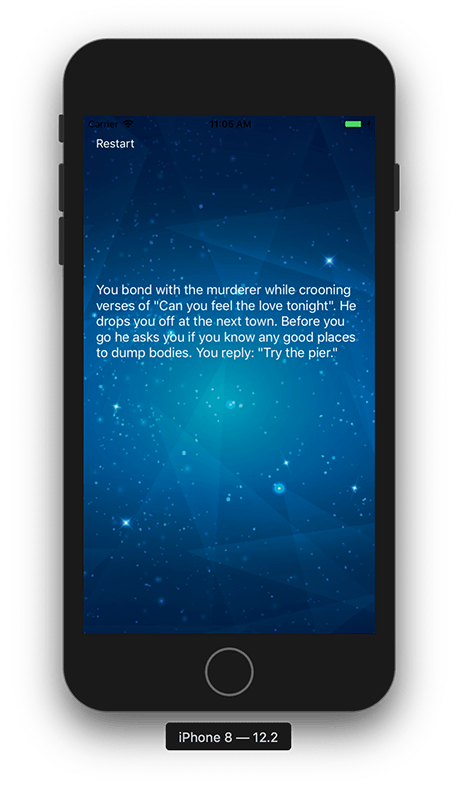 Carrier 11:05 AM
Restart
You bond with the murderer while crooning
verses of "Can you feel the love tonight". He
drops you off at the next town. Before you
go he asks you if you know any good places
to dump bodies. You reply: "Try the pier."
iPhone 8 — 12.2